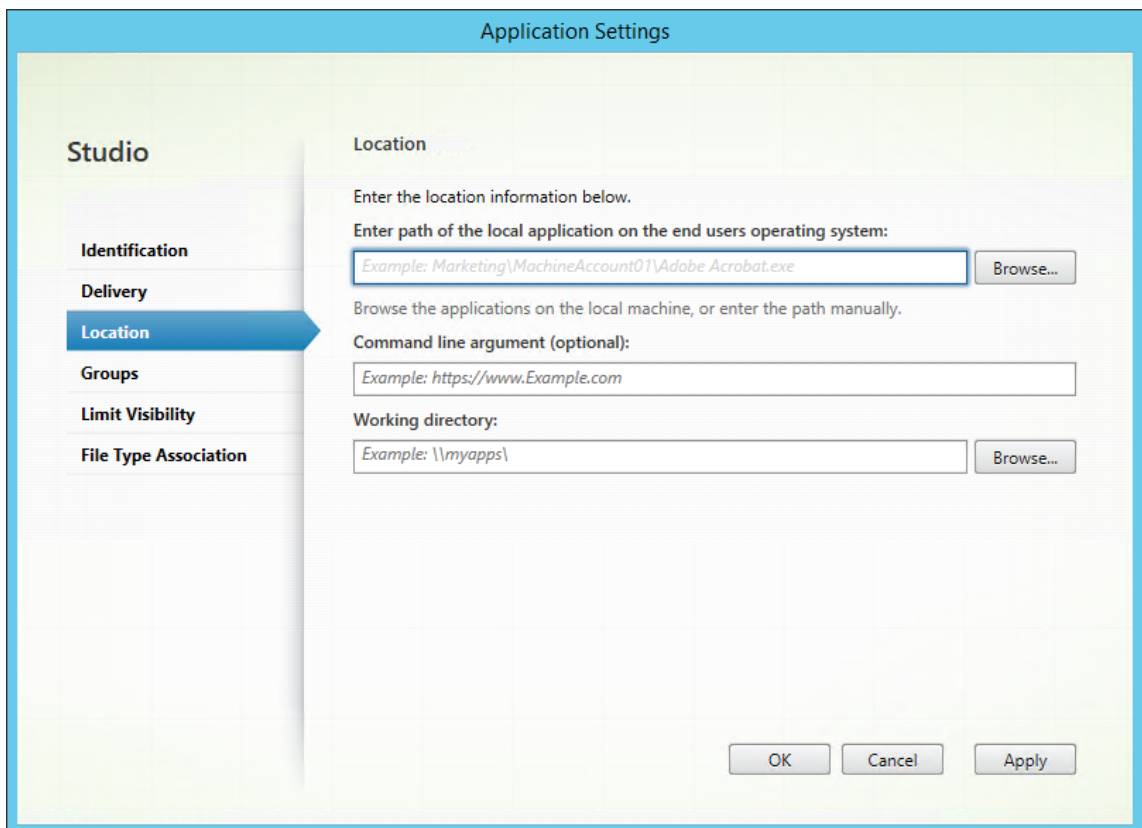 Application Settings
Studio
Identification
Delivery
Location
Groups
Limit Visibility
File Type Association
Location
Enter the location information below.
Enter path of the local application on the end users operating system:
Example: Marketing\MachineAccount01\Adobe Acrobat.exe
Browse...
Browse the applications on the local machine, or enter the path manually.
Command line argument (optional):
Example: https://www.Example.com
Working directory:
Example: \\myapps\
Browse...
OK
Cancel
Apply